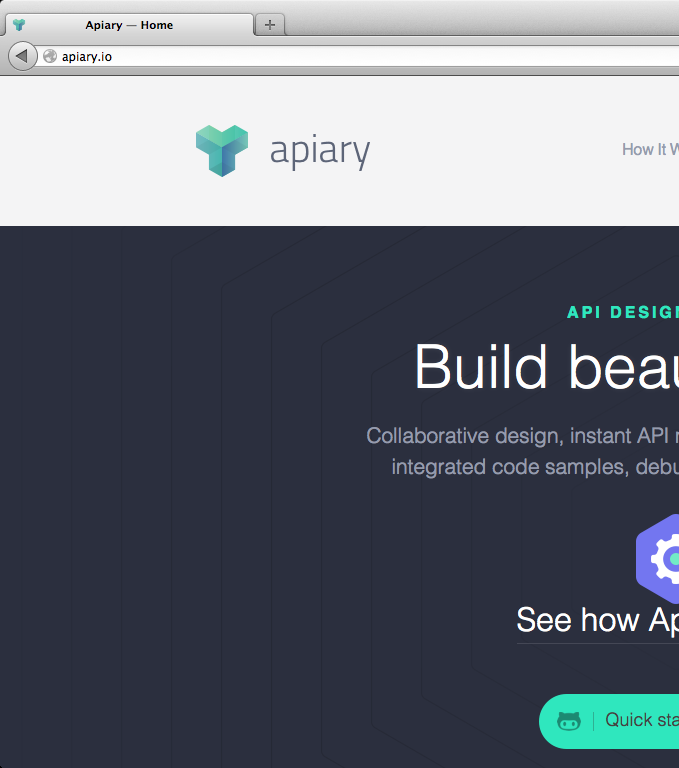 Apiary — Home
apiary.io
apiary
How It W
API DESIGN
Build beau
Collaborative design, instant API
integrated code samples, debu
See how Ap
Quick sta